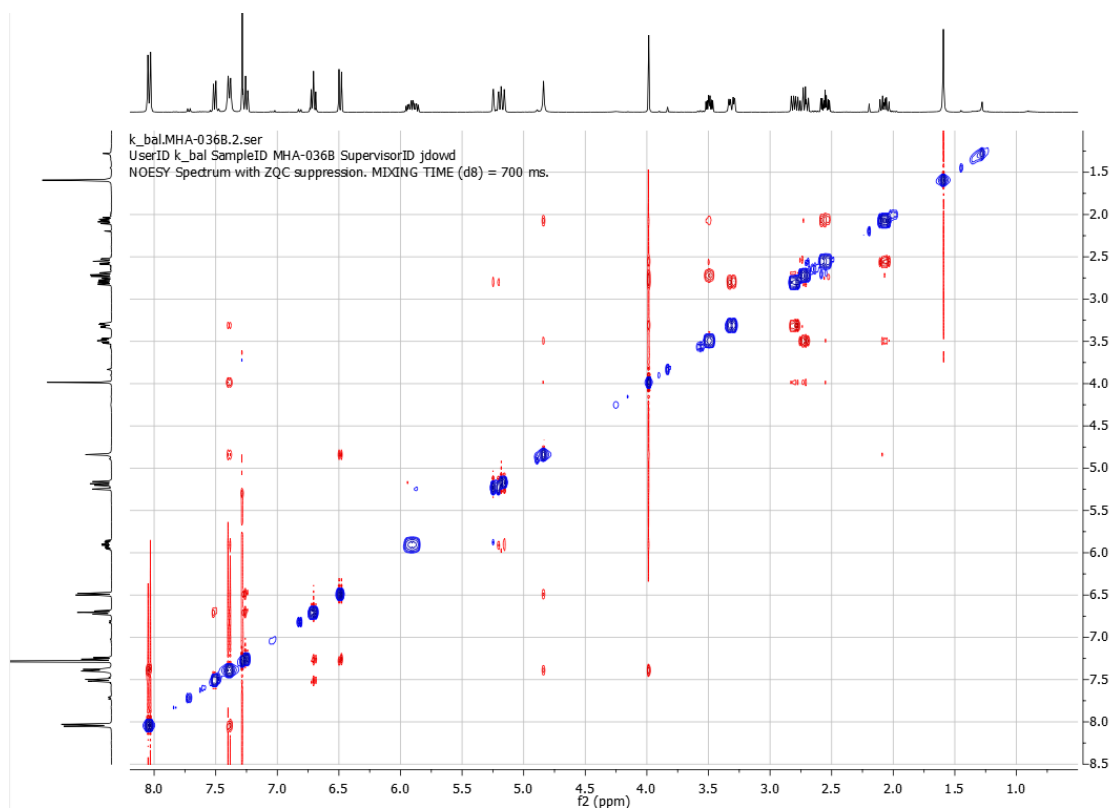 k_bal.MHA-036B.2.ser
UserID k_bal SampleID MHA-036B SupervisorID jdowd
NOESY Spectrum with ZQC suppression. MIXING TIME (d8) = 700 ms.
1.5
2.0
2.5
3.0
3.5
4.0
4.5
5.0
5.5
6.0
6.5
7.0
7.5
8.0
8.5
8.0 7.5 7.0 6.5 6.0 5.5 5.0 4.5 4.0 3.5 3.0 2.5 2.0 1.5 1.0
f2 (ppm)
f1 (ppm)